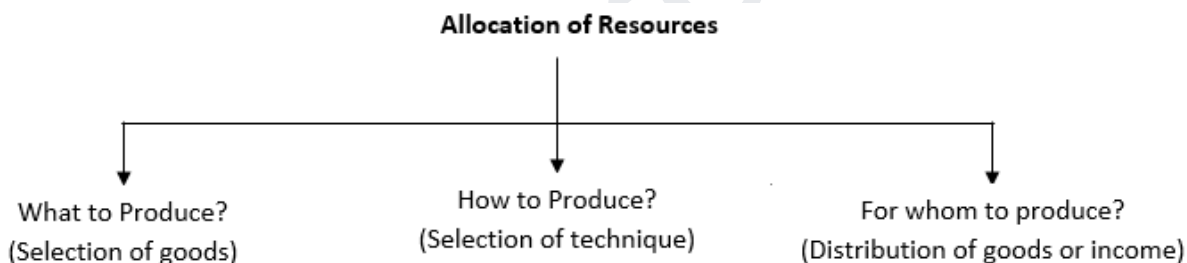 Allocation of Resources
What to Produce?
(Selection of goods)
How to Produce?
(Selection of technique)
For whom to produce?
(Distribution of goods or income)